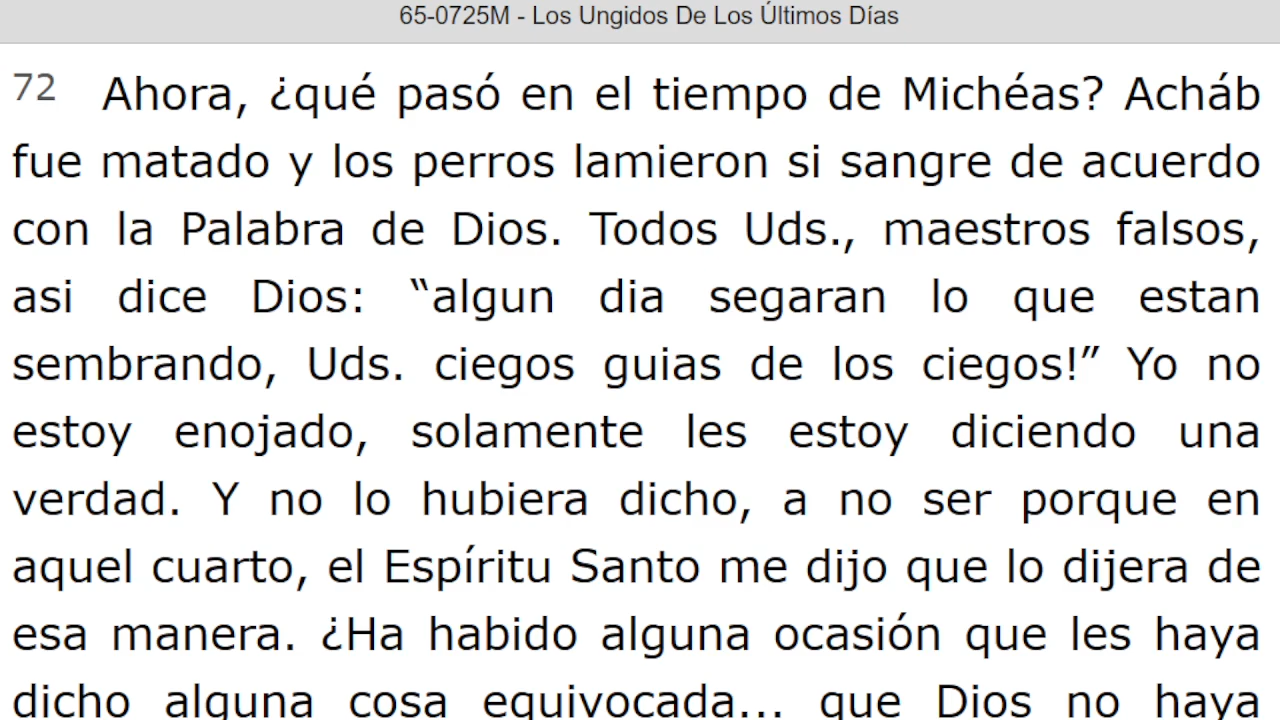 65-0725M - Los Ungidos De Los Últimos Días
72 Ahora, ¿qué pasó en el tiempo de Michéas? Acháb
fue matado y los perros lamieron si sangre de acuerdo
con la Palabra de Dios. Todos Uds., maestros falsos,
asi dice Dios: “algun dia segaran lo que estan
sembrando, Uds. ciegos guias de los ciegos!” Yo no
estoy enojado, solamente les estoy diciendo una
verdad. Y no lo hubiera dicho, a no ser porque en
aquel cuarto, el Espíritu Santo me dijo que lo dijera de
esa manera. ¿Ha habido alguna ocasión que les haya
dicho alguna cosa equivocada... que Dios no haya